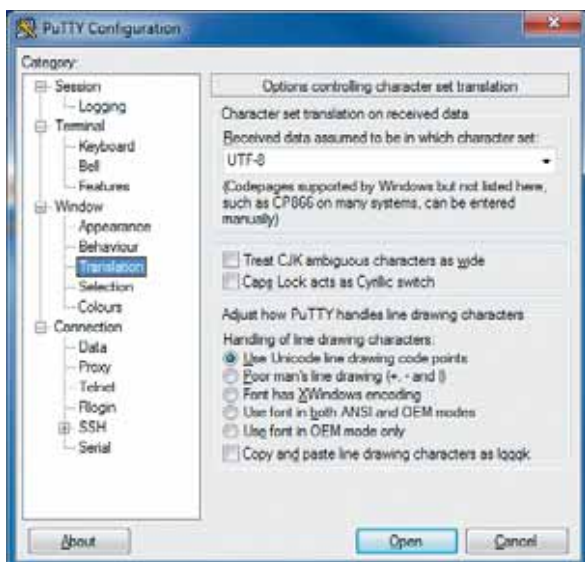 PuTTY Configuration
Category:
Session
Logging
Terminal
Keyboard
Bell
Features
Window
Appearance
Behaviour
Translation
Selection
Colours
Connection
Data
Proxy
Telnet
Rlogin
SSH
Serial
Options controlling character set translation
Character set translation on received data
Received data assumed to be in which character set:
UTF-8
(Codepages supported by Windows but not listed here,
such as CP866 on many systems, can be entered
manually)
Treat CJK ambiguous characters as wide
Caps Lock acts as Cyrillic switch
Adjust how PuTTY handles line drawing characters
Handling of line drawing characters:
Use Unicode line drawing code points
Poor man's line drawing (+, - and |)
Font has XWindows encoding
Use font in both ANSI and OEM modes
Use font in OEM mode only
Copy and paste line drawing characters as lqqqk
About
Open
Cancel